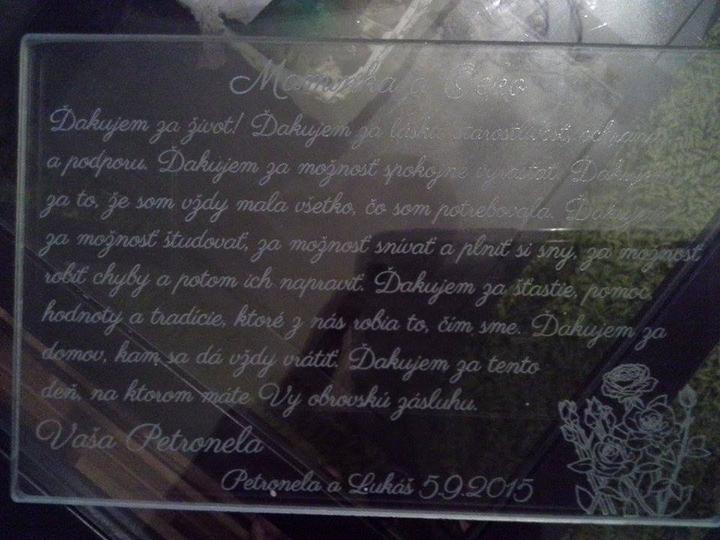 Maminka a Ocko
Ďakujem za život! Ďakujem za lásku, starostlivosť, ochranu
a podporu. Ďakujem za možnosť spokojne vyrastať. Ďakujem
za to, že som vždy mala všetko, čo som potrebovala. Ďakujem
za možnosť študovať, za možnosť snívať a plniť si sny, za možnosť
robiť chyby a potom ich napraviť. Ďakujem za šťastie, pomoc,
hodnoty a tradície, ktoré z nás robia to, čím sme. Ďakujem za
domov, kam sa dá vždy vrátiť. Ďakujem za tento
deň, na ktorom máte Vy obrovskú zásluhu.
Vaša Petronela
Petronela a Lukáš 5.9.2015